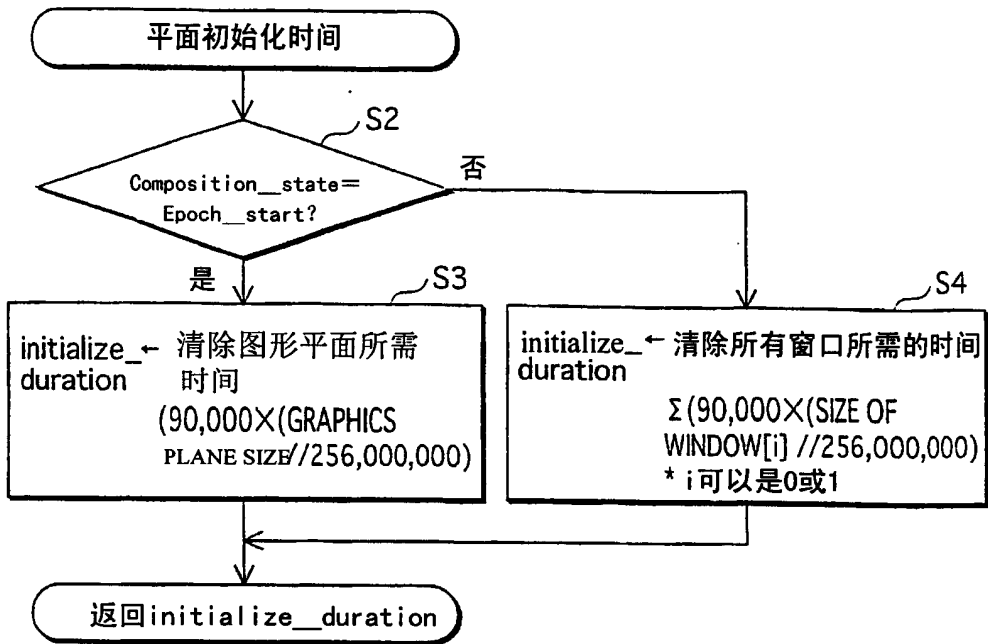 平面初始化时间
S2
Composition__state=
Epoch__start?
否
是
S3
initialize_← 清除图形平面所需
duration 时间
(90,000×(GRAPHICS
PLANE SIZE//256,000,000)
S4
initialize_← 清除所有窗口所需的时间
duration
Σ(90,000×(SIZE OF
WINDOW[i] //256,000,000)
* i可以是0或1
返回initialize__duration